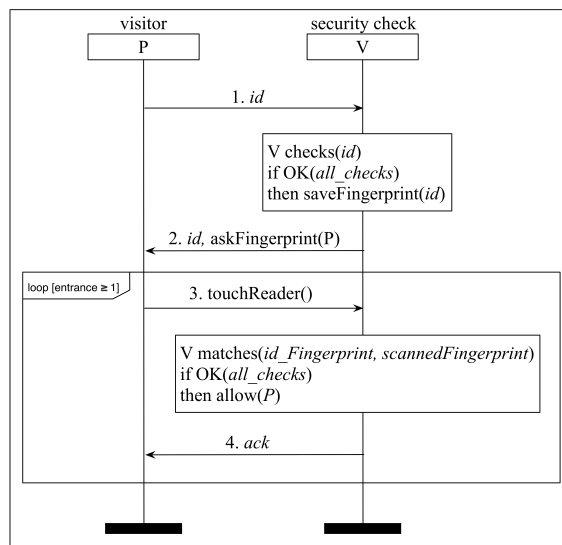 visitor security check
P V
1. id
V checks(id)
if OK(all_checks)
then saveFingerprint(id)
2. id, askFingerprint(P)
loop [entrance ≥ 1]
3. touchReader()
V matches(id_Fingerprint, scannedFingerprint)
if OK(all_checks)
then allow(P)
4. ack